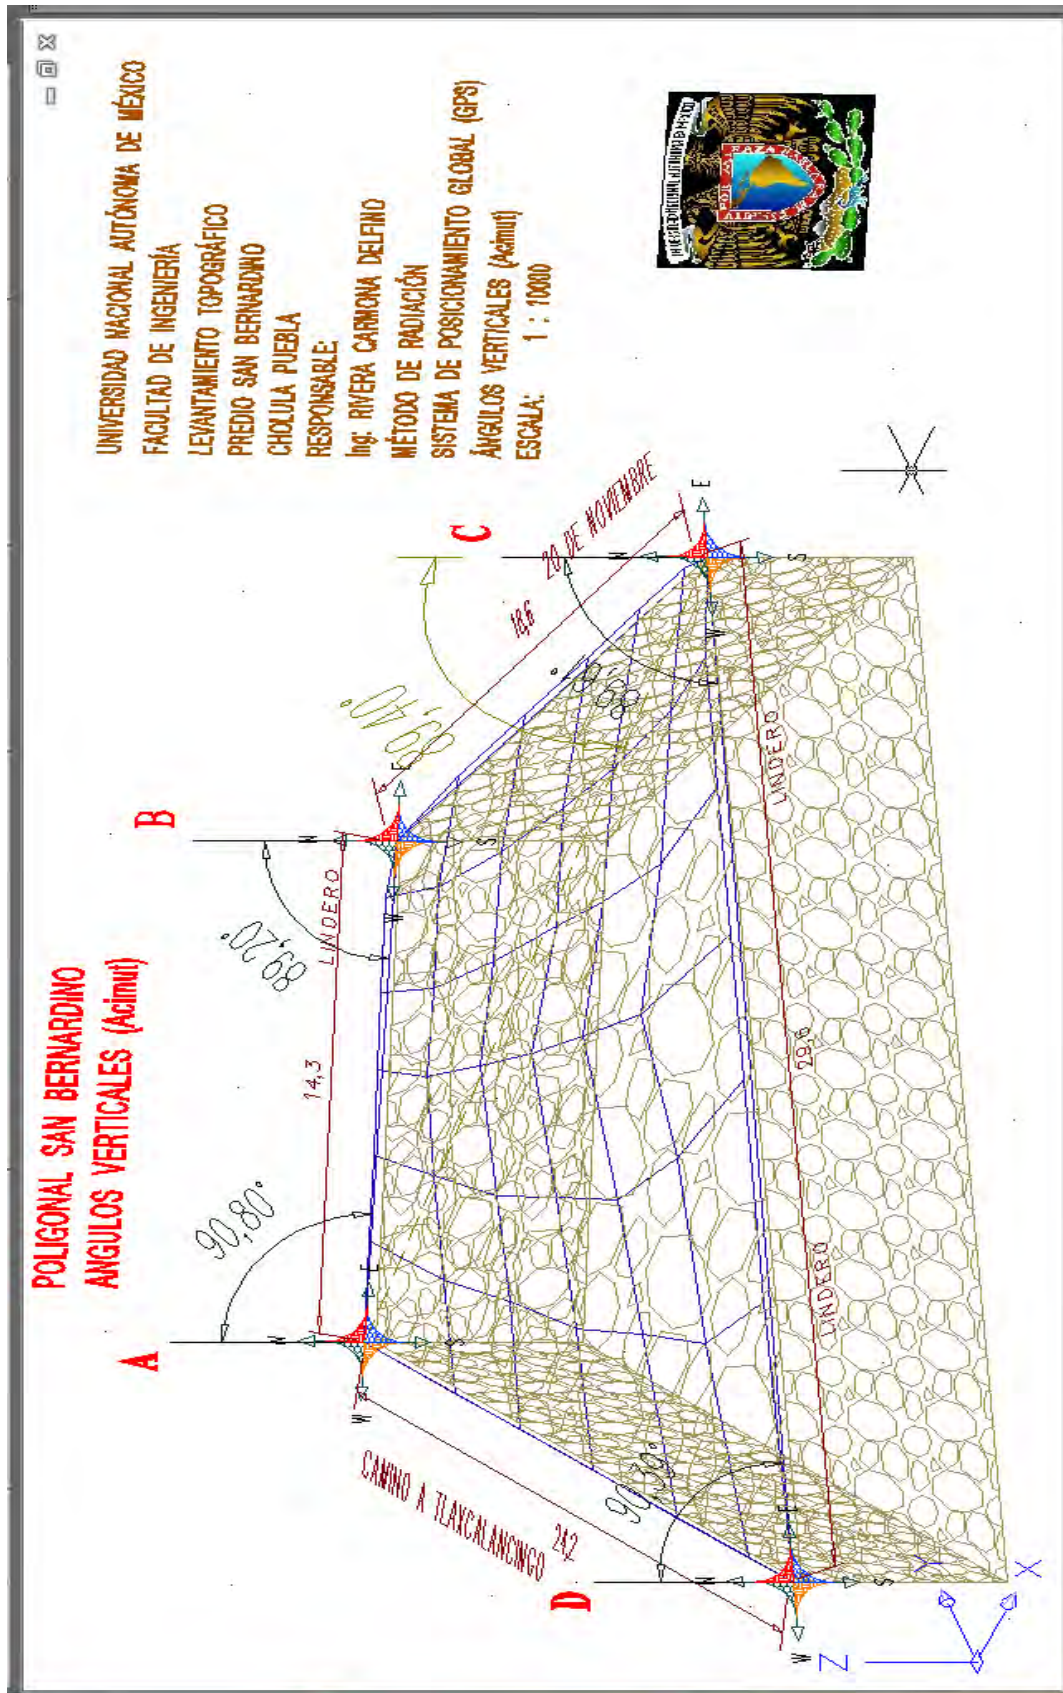 POLIGONAL SAN BERNARDINO
ANGULOS VERTICALES (Acimut)
UNIVERSIDAD NACIONAL AUTÓNOMA DE MÉXICO
FACULTAD DE INGENIERÍA
LEVANTAMIENTO TOPOGRÁFICO
PREDIO SAN BERNARDINO
CHOLULA PUEBLA
RESPONSABLE:
Ing: RIVERA CARMONA DELFINO
MÉTODO DE RADIACIÓN
SISTEMA DE POSICIONAMIENTO GLOBAL (GPS)
ÁNGULOS VERTICALES (Acimut)
ESCALA: 1 : 10000
A
B
C
D
90,80°
14,3
89,20°
LINDERO
89,40°
18,6
20 DE NOVIEMBRE
CAMINO A TLAXCALANCINGO
24,2
90,30°
LINDERO
29,6
LINDERO
N
E
S
W
N
E
S
W
N
E
S
W
N
E
S
W
Z
Y
X